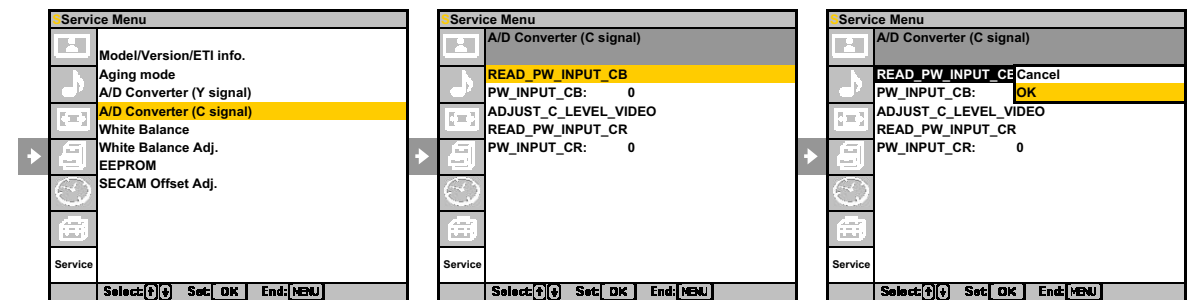 Service Menu
Model/Version/ETI info.
Aging mode
A/D Converter (Y signal)
A/D Converter (C signal)
White Balance
White Balance Adj.
EEPROM
SECAM Offset Adj.
Service
Select: Set: OK End: MENU
Service Menu
A/D Converter (C signal)
READ_PW_INPUT_CB
PW_INPUT_CB: 0
ADJUST_C_LEVEL_VIDEO
READ_PW_INPUT_CR
PW_INPUT_CR: 0
Service
Select: Set: OK End: MENU
Service Menu
A/D Converter (C signal)
READ_PW_INPUT_CB Cancel
PW_INPUT_CB: OK
ADJUST_C_LEVEL_VIDEO
READ_PW_INPUT_CR
PW_INPUT_CR: 0
Service
Select: Set: OK End: MENU